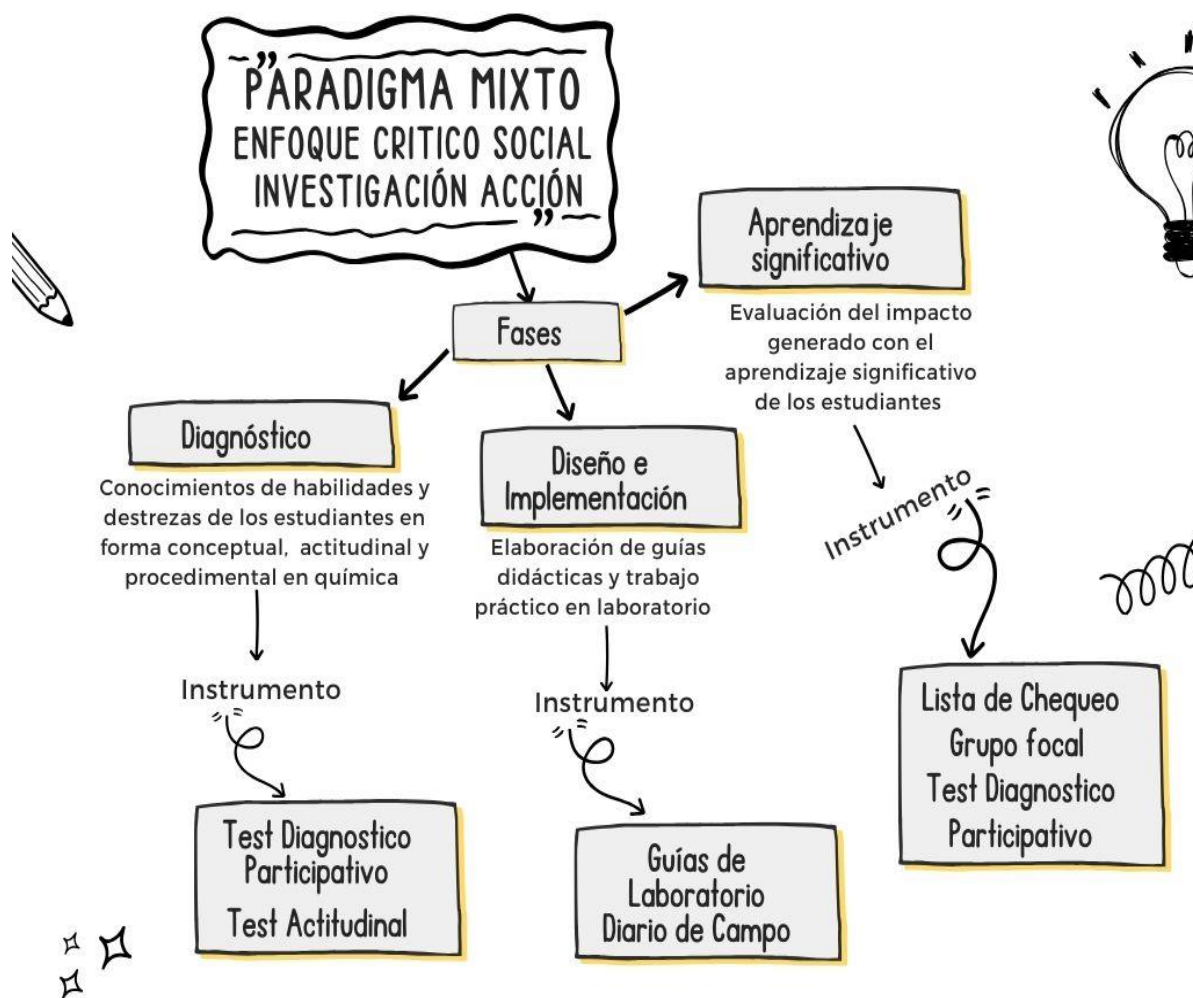 PARADIGMA MIXTO
ENFOQUE CRITICO SOCIAL
INVESTIGACIÓN ACCIÓN
Fases
Diagnóstico
Conocimientos de habilidades y
destrezas de los estudiantes en
forma conceptual, actitudinal y
procedimental en química
Instrumento
Test Diagnostico
Participativo
Test Actitudinal
Diseño e
Implementación
Elaboración de guías
didácticas y trabajo
práctico en laboratorio
Instrumento
Guías de
Laboratorio
Diario de Campo
Aprendizaje
significativo
Evaluación del impacto
generado con el
aprendizaje significativo
de los estudiantes
Instrumento
Lista de Chequeo
Grupo focal
Test Diagnostico
Participativo